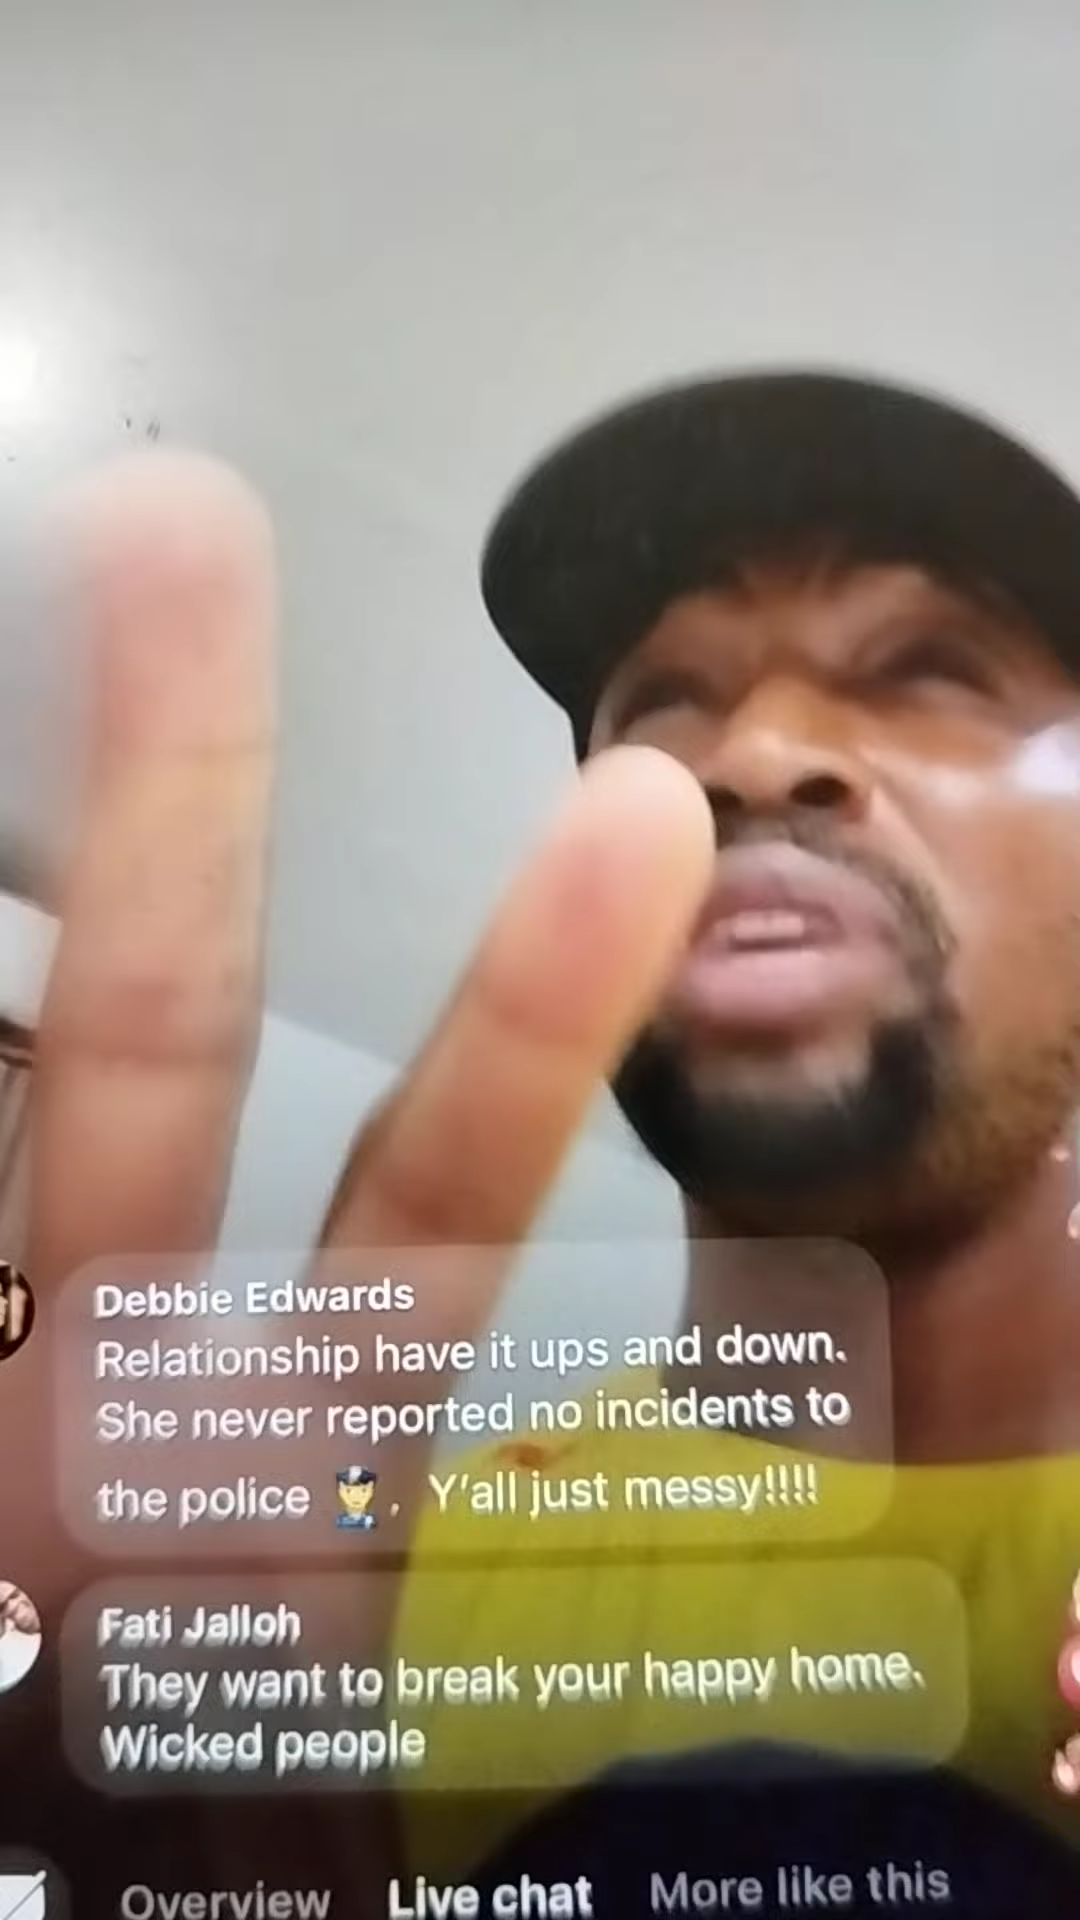 Debbie Edwards
Relationship have it ups and down.
She never reported no incidents to
the police 👮. Y'all just messy!!!!
Fati Jalloh
They want to break your happy home.
Wicked people
Overview Live chat More like this